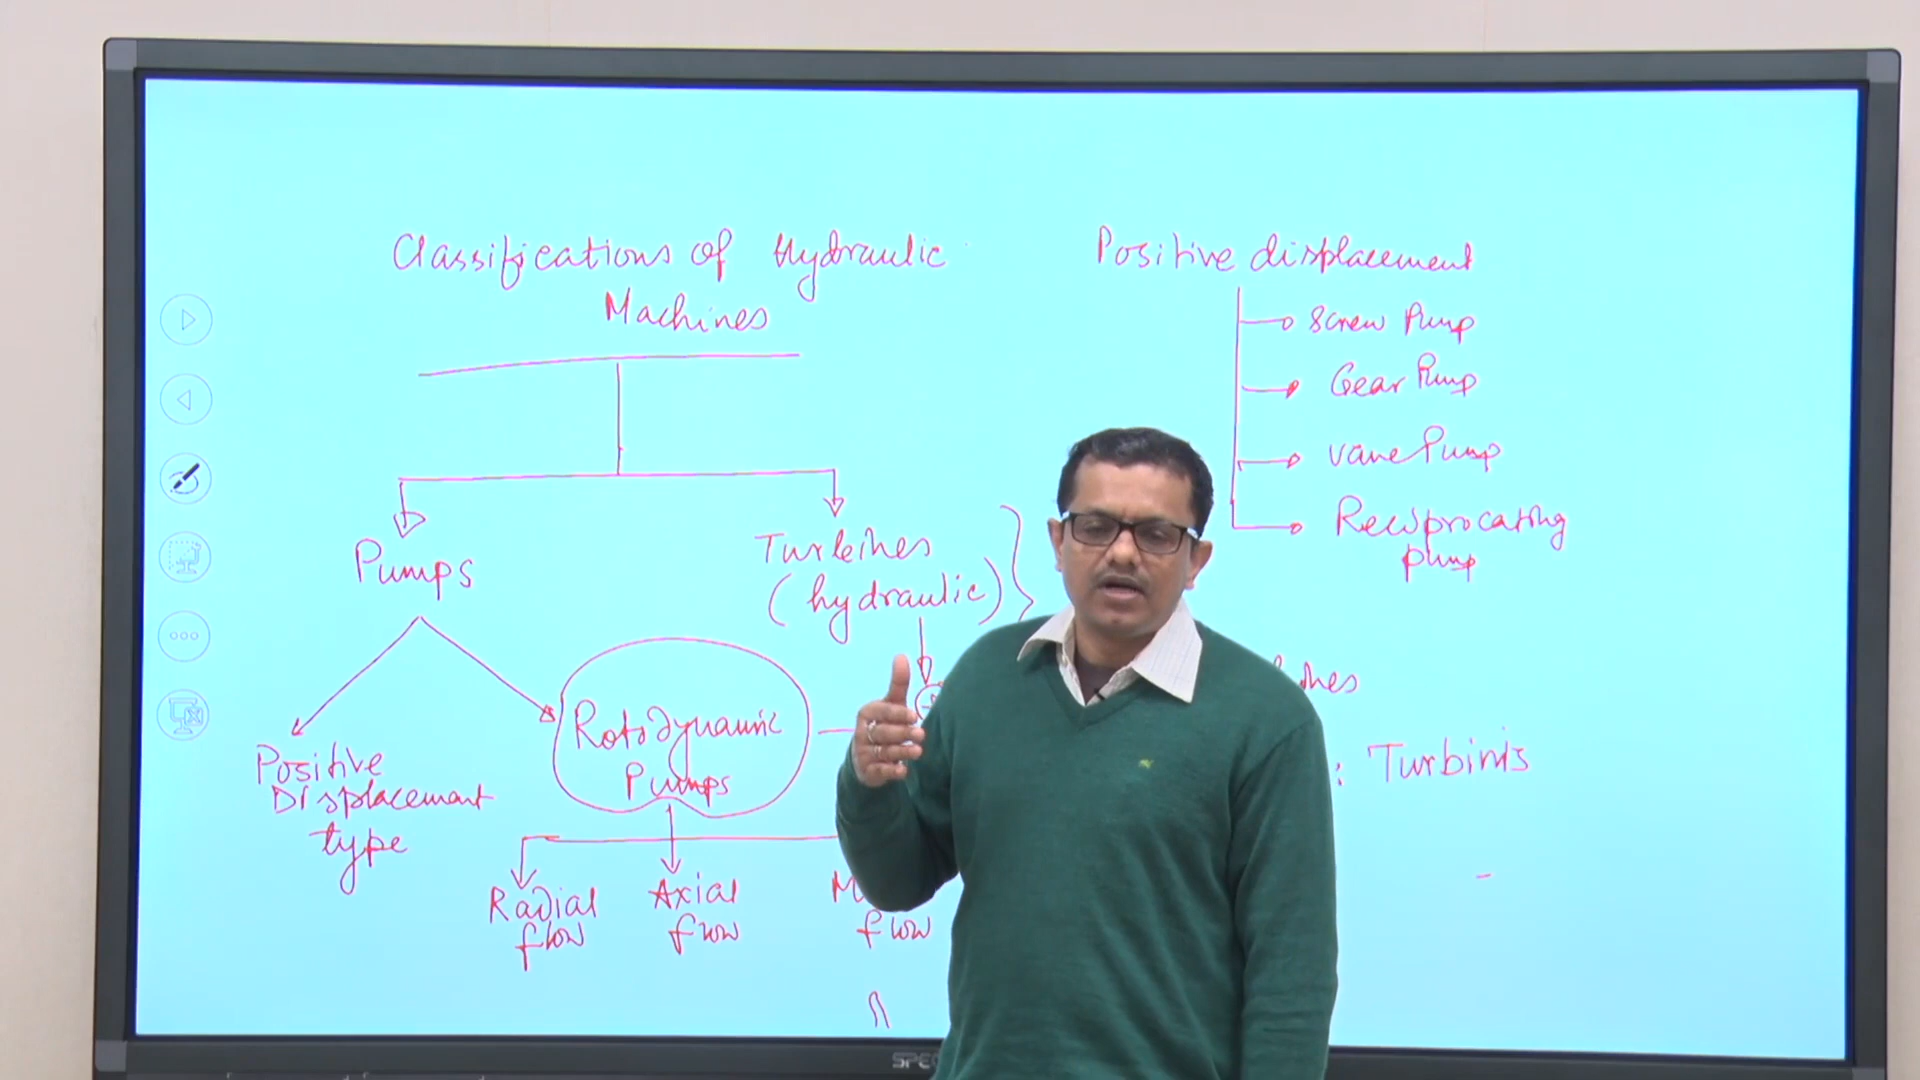 Classifications of Hydraulic
Machines
Pumps
Turbines
(hydraulic)
Positive
Displacement
type
Rotodynamic
Pumps
Radial
flow
Axial
flow
flow
Positive displacement
Screw Pump
Gear Pump
Vane Pump
Reciprocating
pump
: Turbines